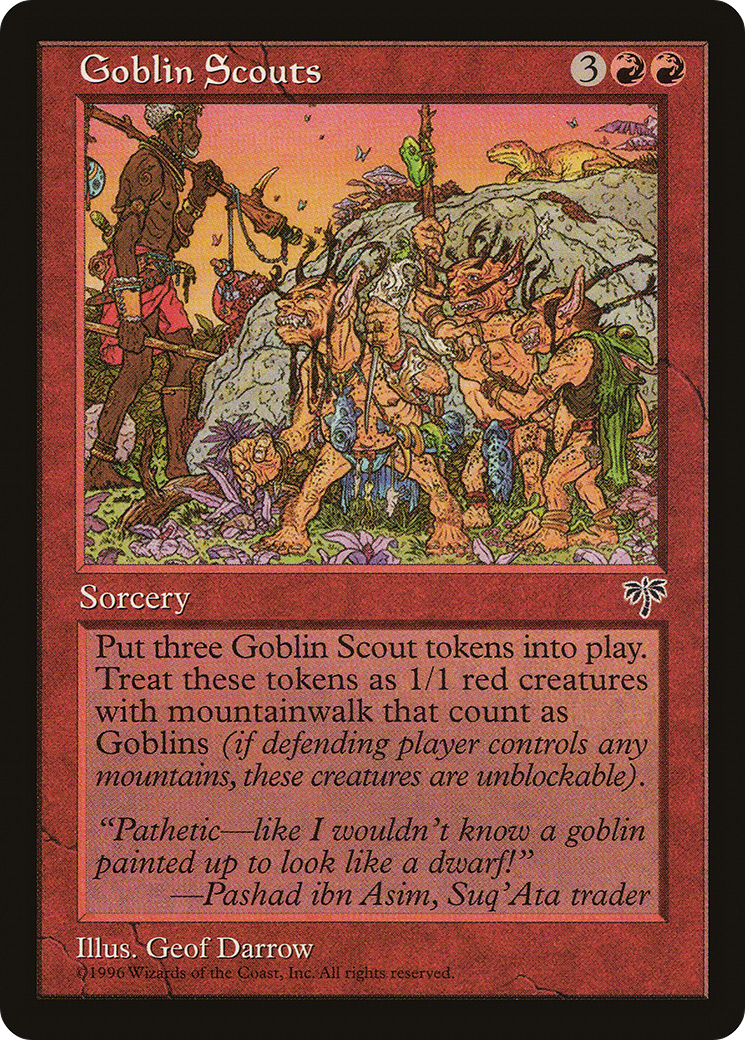 Goblin Scouts
3
Sorcery
Put three Goblin Scout tokens into play.
Treat these tokens as 1/1 red creatures
with mountainwalk that count as
Goblins (if defending player controls any
mountains, these creatures are unblockable).
“Pathetic—like I wouldn’t know a goblin
painted up to look like a dwarf!”
—Pashad ibn Asim, Suq’Ata trader
Illus. Geof Darrow
©1996 Wizards of the Coast, Inc. All rights reserved.